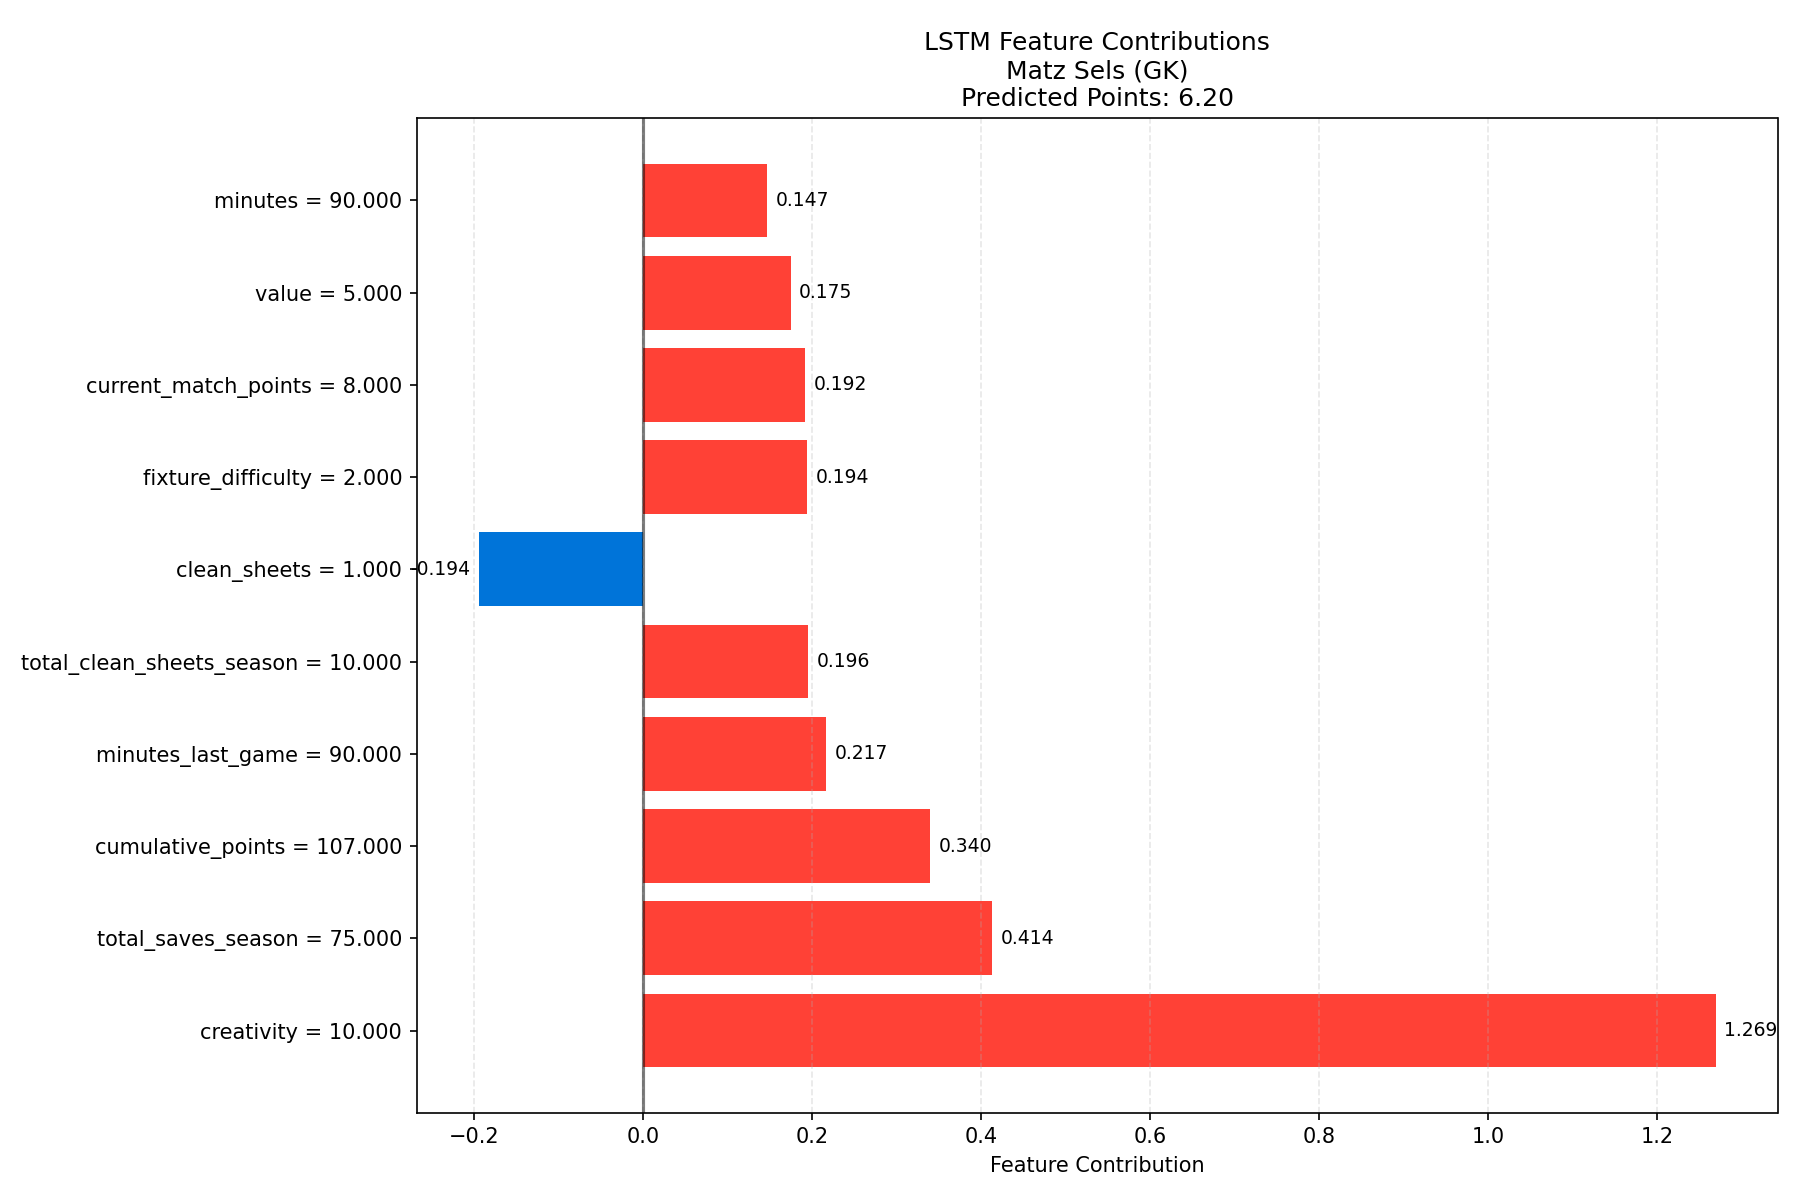 LSTM Feature Contributions
Matz Sels (GK)
Predicted Points: 6.20
minutes = 90.000 0.147
value = 5.000 0.175
current_match_points = 8.000 0.192
fixture_difficulty = 2.000 0.194
clean_sheets = 1.000 0.194
total_clean_sheets_season = 10.000 0.196
minutes_last_game = 90.000 0.217
cumulative_points = 107.000 0.340
total_saves_season = 75.000 0.414
creativity = 10.000 1.269
−0.2 0.0 0.2 0.4 0.6 0.8 1.0 1.2
Feature Contribution